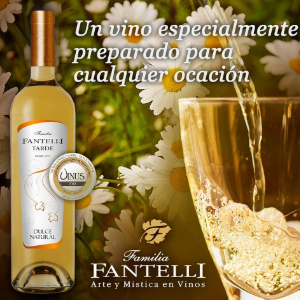 Un vino especialmente
preparado para
cualquier ocación
Familia
FANTELLI
TARDE
VINUS
DULCE
NATURAL
Familia
FANTELLI
Arte y Mística en Vinos